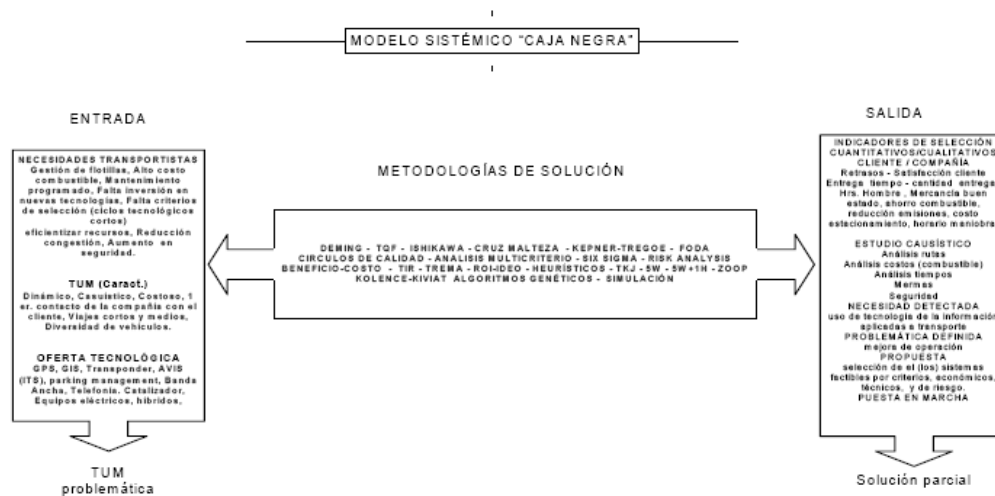 MODELO SISTÉMICO "CAJA NEGRA"
ENTRADA
NECESIDADES TRANSPORTISTAS
Gestión de flotillas, Alto costo
combustible, Mantenimiento
programado, Falta inversión en
nuevas tecnologías, Falta criterios
de selección (ciclos tecnológicos
cortos)
eficientizar recursos, Reducción
congestión, Aumento en
seguridad.
TUM (Caract.)
Dinámico, Casuístico, Costoso, 1
er. contacto de la compañía con el
cliente, Viajes cortos y medios,
Diversidad de vehículos.
OFERTA TECNOLÓGICA
GPS, GIS, Transponder, AVIS
(ITS), parking management, Banda
Ancha, Telefonía. Catalizador,
Equipos eléctricos, híbridos,
TUM
problemática
METODOLOGÍAS DE SOLUCIÓN
DEMING - TQF - ISHIKAWA - CRUZ MALTEZA - KEPNER-TREGOE - FODA
CIRCULOS DE CALIDAD - ANALISIS MULTICRITERIO - SIX SIGMA - RISK ANALYSIS
BENEFICIO-COSTO - TIR - TREMA - ROI-IDEO - HEURÍSTICOS - TKJ - 5W - 5W+1H - ZOOP
KOLENCE-KIVIAT ALGORITMOS GENÉTICOS - SIMULACIÓN
SALIDA
INDICADORES DE SELECCIÓN
CUANTITATIVOS/CUALITATIVOS
CLIENTE / COMPAÑÍA
Retrasos - Satisfacción cliente
Entrega tiempo - cantidad entrega
Hrs. Hombre, Mercancía buen
estado, ahorro combustible,
reducción emisiones, costo
estacionamiento, horario maniobra
ESTUDIO CAUSÍSTICO
Análisis rutas
Análisis costos (combustible)
Análisis tiempos
Mermas
Seguridad
NECESIDAD DETECTADA
uso de tecnología de la información
aplicadas a transporte
PROBLEMÁTICA DEFINIDA
mejora de operación
PROPUESTA
selección de el (los) sistemas
factibles por criterios, económicos,
técnicos, y de riesgo.
PUESTA EN MARCHA
Solución parcial